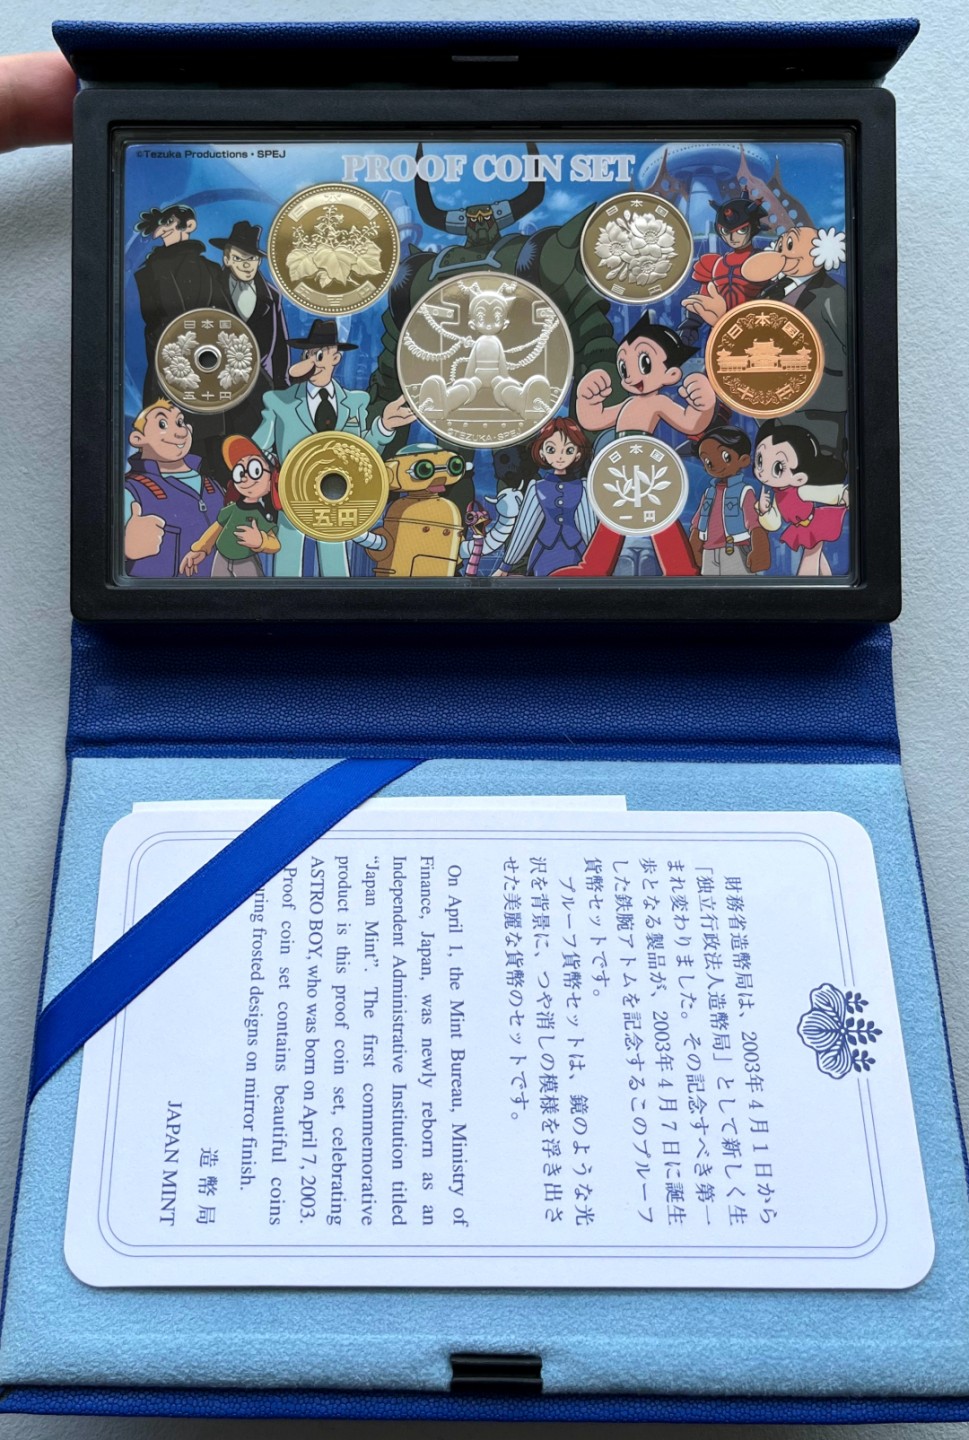 ©Tezuka Productions・SPEJ
PROOF COIN SET
日本国
日本国
五十円
©TEZUKA・SPEJ
日本国
五円
日本国
一円
財務省造幣局は、2003年4月1日から
「独立行政法人造幣局」として新しく生
まれ変わりました。その記念すべき第一
歩となる製品が、2003年4月7日に誕生
した鉄腕アトムを記念するこのプルーフ
貨幣セットです。
プルーフ貨幣セットは、鏡のような光
沢を背景に、つや消しの模様を浮き出さ
せた美麗な貨幣のセットです。
On April 1, the Mint Bureau, Ministry of
Finance, Japan, was newly reborn as an
Independent Administrative Institution titled
"Japan Mint". The first commemorative
product is this proof coin set, celebrating
ASTRO BOY, who was born on April 7, 2003.
Proof coin set contains beautiful coins
frosted designs on mirror finish.
造幣局
JAPAN MINT